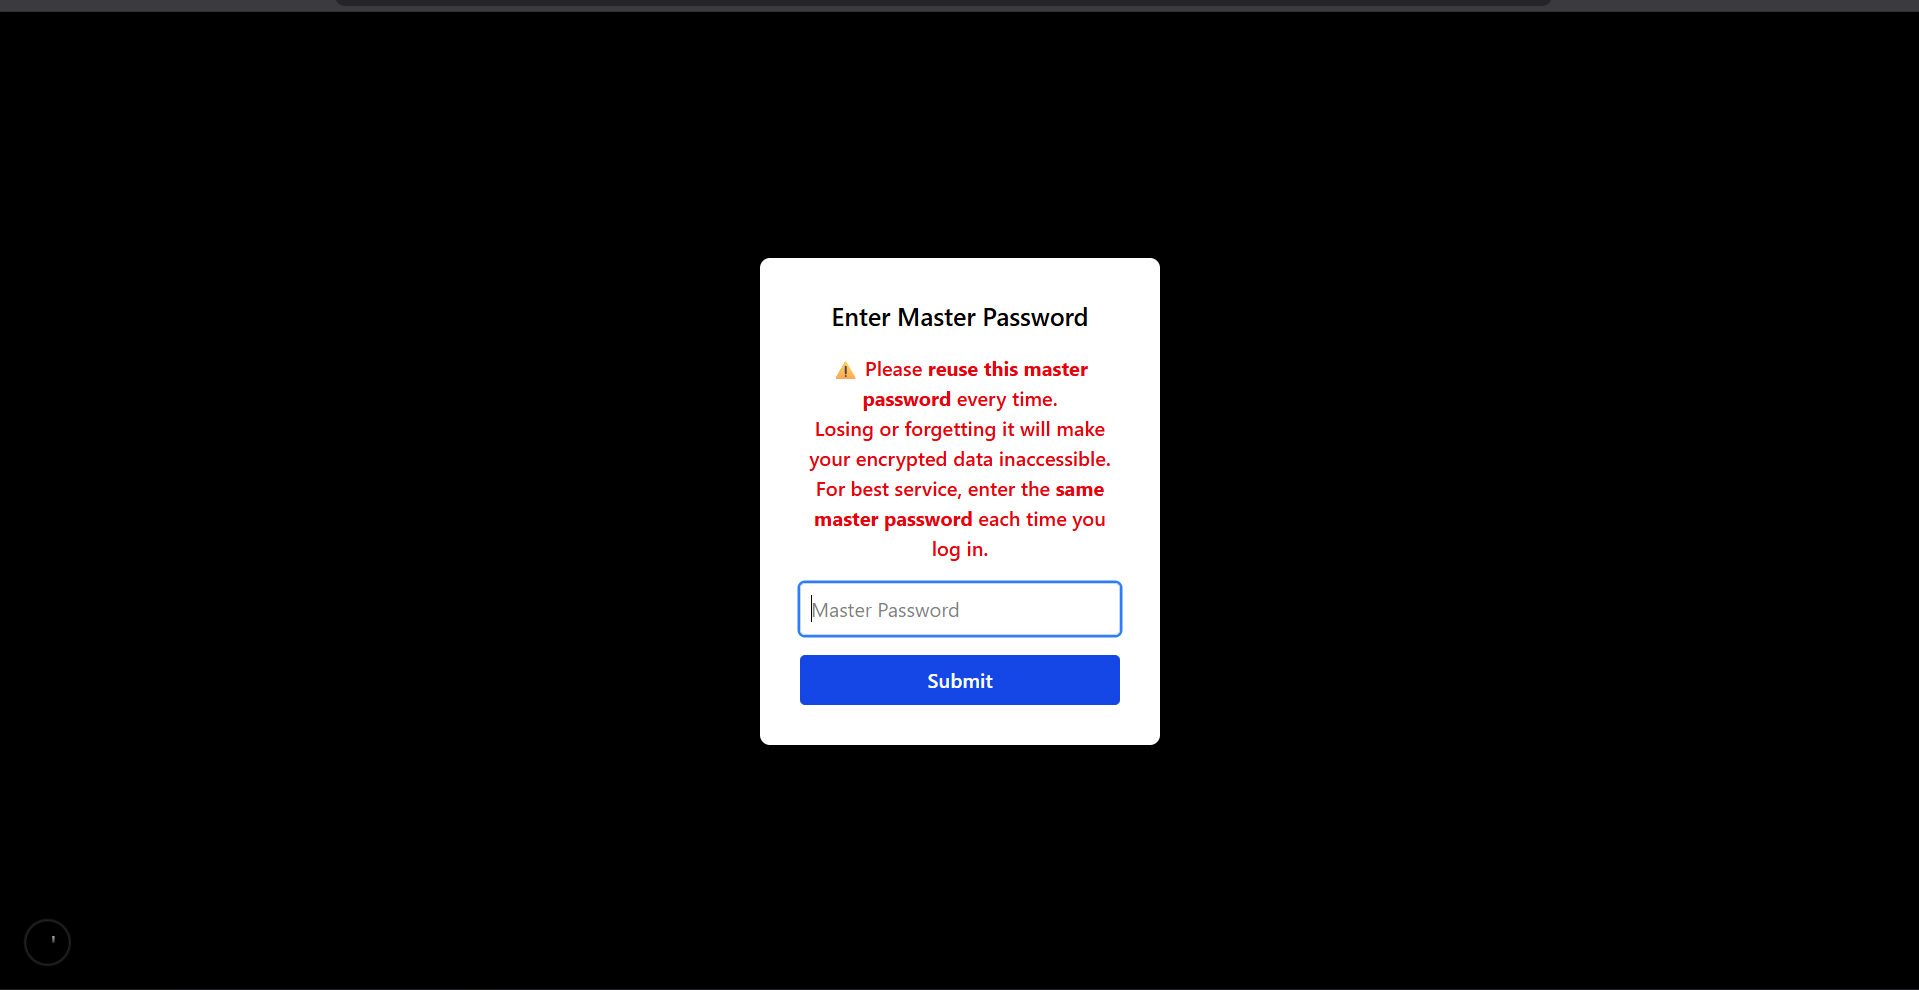 Enter Master Password
⚠️ Please reuse this master
password every time.
Losing or forgetting it will make
your encrypted data inaccessible.
For best service, enter the same
master password each time you
log in.
Master Password
Submit